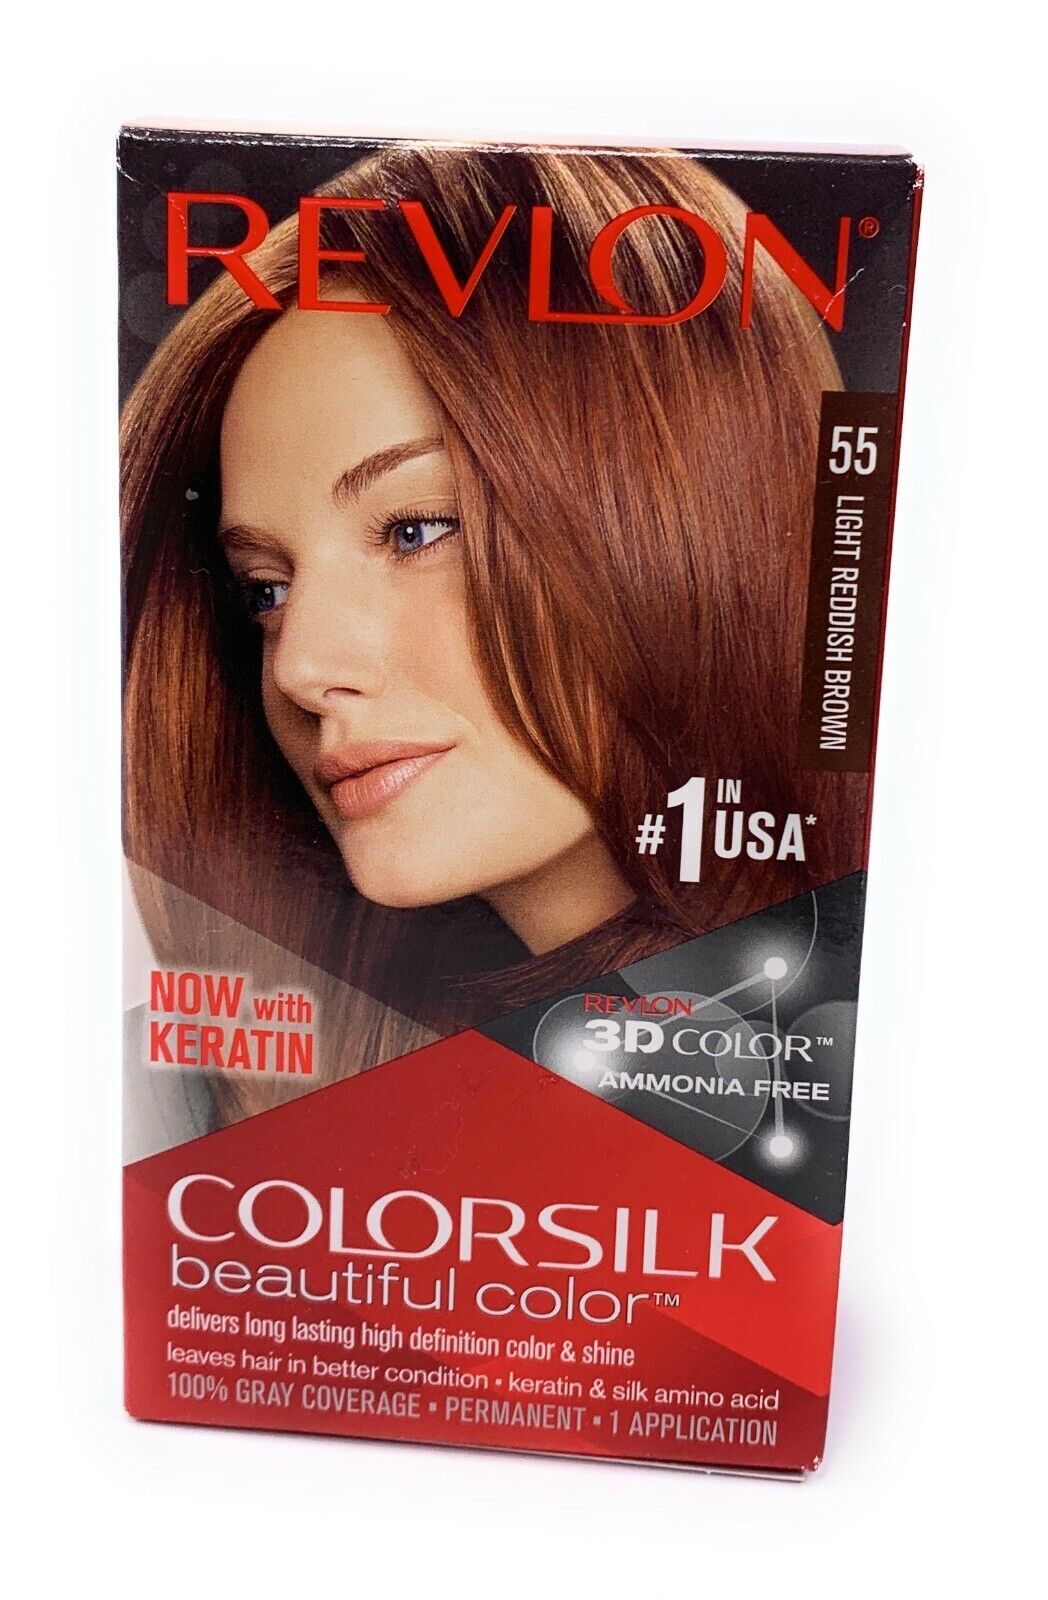 REVLON®
55 LIGHT REDDISH BROWN
#1 IN USA*
NOW with
KERATIN
REVLON
3D COLOR™
AMMONIA FREE
COLORSILK
beautiful color™
delivers long lasting high definition color & shine
leaves hair in better condition • keratin & silk amino acid
100% GRAY COVERAGE • PERMANENT • 1 APPLICATION